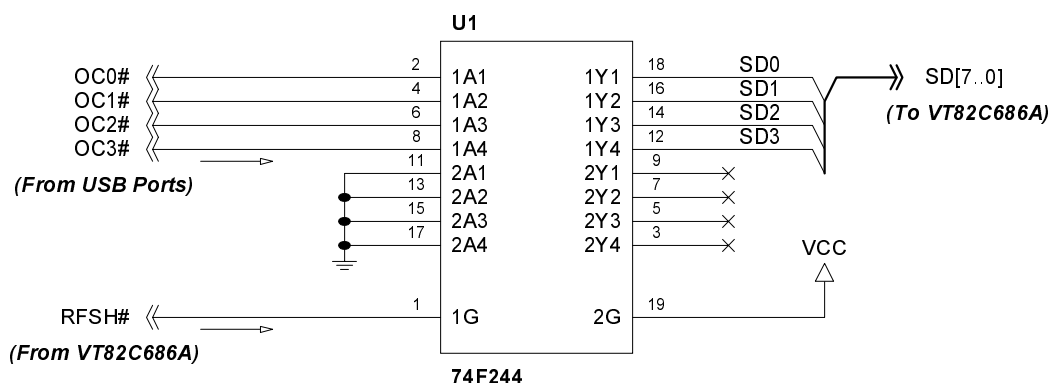 U1
OC0# 2 1A1 1Y1 18 SD0 SD[7..0]
OC1# 4 1A2 1Y2 16 SD1 (To VT82C686A)
OC2# 6 1A3 1Y3 14 SD2
OC3# 8 1A4 1Y4 12 SD3
(From USB Ports) 11 2A1 2Y1 9
13 2A2 2Y2 7
15 2A3 2Y3 5
17 2A4 2Y4 3
VCC
RFSH# 1 1G 2G 19
(From VT82C686A)
74F244